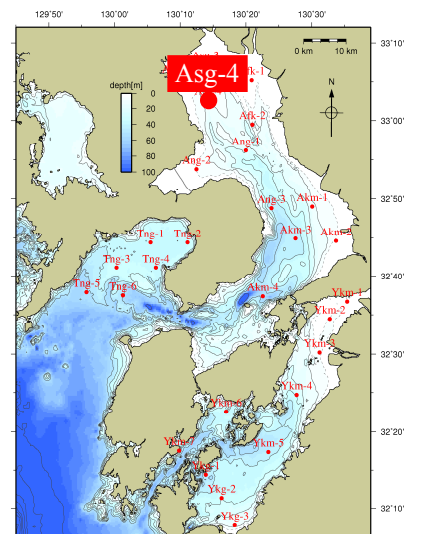 129˚50' 130˚00' 130˚10' 130˚20' 130˚30'
33˚10'
33˚00'
32˚50'
32˚40'
32˚30'
32˚20'
32˚10'
0 km 10 km
N
depth[m]
0
20
40
60
80
100
Asg-4
Afk-2
Ang-1
Ang-2
Ang-3
Akm-1
Akm-2
Akm-3
Akm-4
Tng-1
Tng-2
Tng-3
Tng-4
Tng-5
Tng-6
Ykm-1
Ykm-2
Ykm-3
Ykm-4
Ykm-5
Ykm-6
Ykm-7
Ykg-1
Ykg-2
Ykg-3